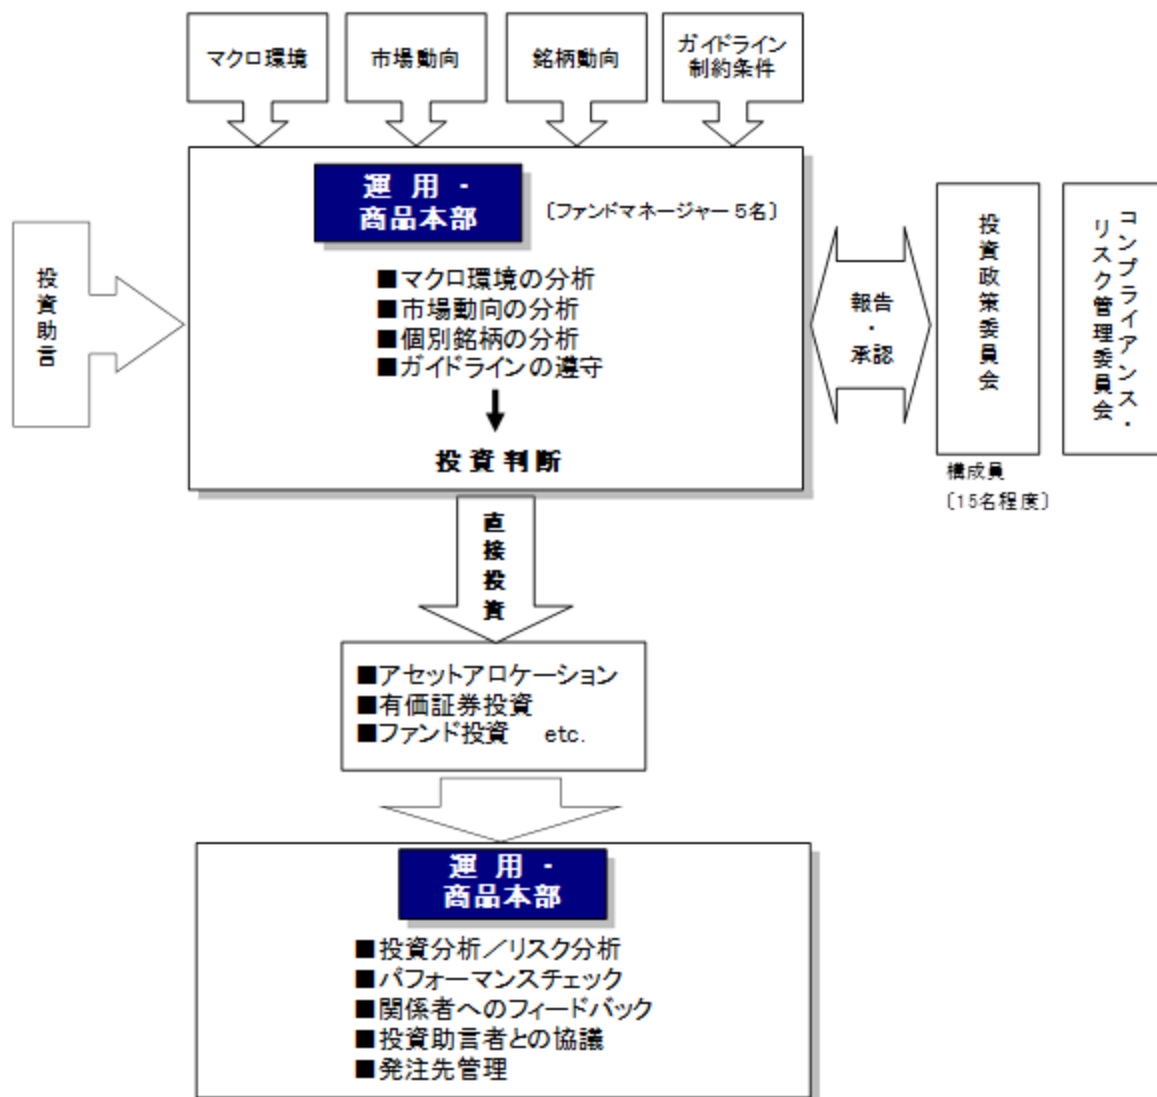 マクロ環境
市場動向
銘柄動向
ガイドライン
制約条件
運 用 -
商品本部
〔ファンドマネージャー 5名〕
■マクロ環境の分析
■市場動向の分析
■個別銘柄の分析
■ガイドラインの遵守
投資判断
投資助言
報告
・
承認
投資政策委員会
コンプライアンス・
リスク管理委員会
構成員
〔15名程度〕
直接投資
■アセットアロケーション
■有価証券投資
■ファンド投資 etc.
運 用 -
商品本部
■投資分析／リスク分析
■パフォーマンスチェック
■関係者へのフィードバック
■投資助言者との協議
■発注先管理